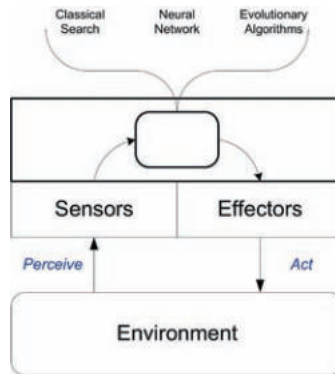 Classical
Search
Neural
Network
Evolutionary
Algorithms
Sensors
Effectors
Perceive
Act
Environment